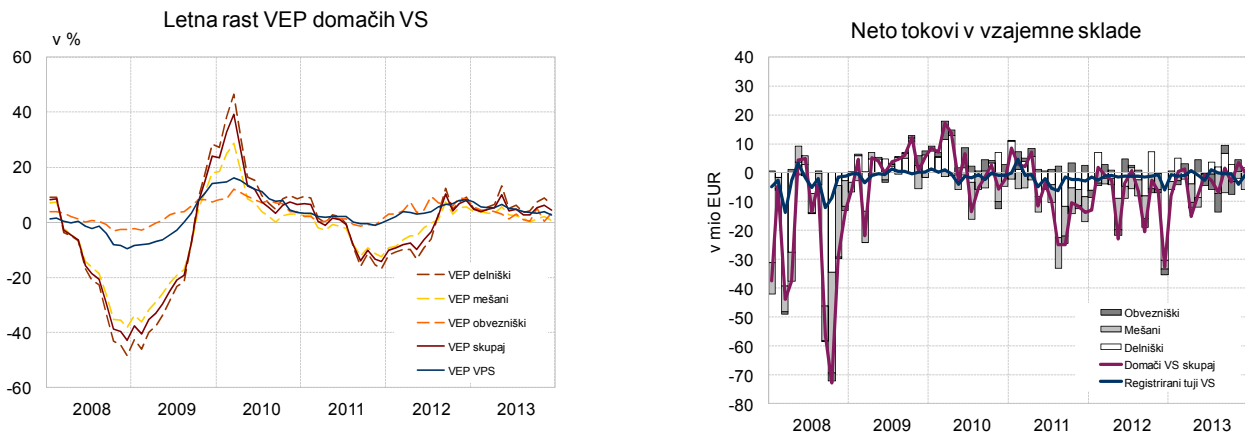 Letna rast VEP domačih VS
v %
60
40
20
0
-20
-40
-60
VEP delniški
VEP mešani
VEP obvezniški
VEP skupaj
VEP VPS
2008 2009 2010 2011 2012 2013
Neto tokovi v vzajemne sklade
v mio EUR
40
30
20
10
0
-10
-20
-30
-40
-50
-60
-70
-80
Obvezniški
Mešani
Delniški
Domači VS skupaj
Registrirani tuji VS
2008 2009 2010 2011 2012 2013